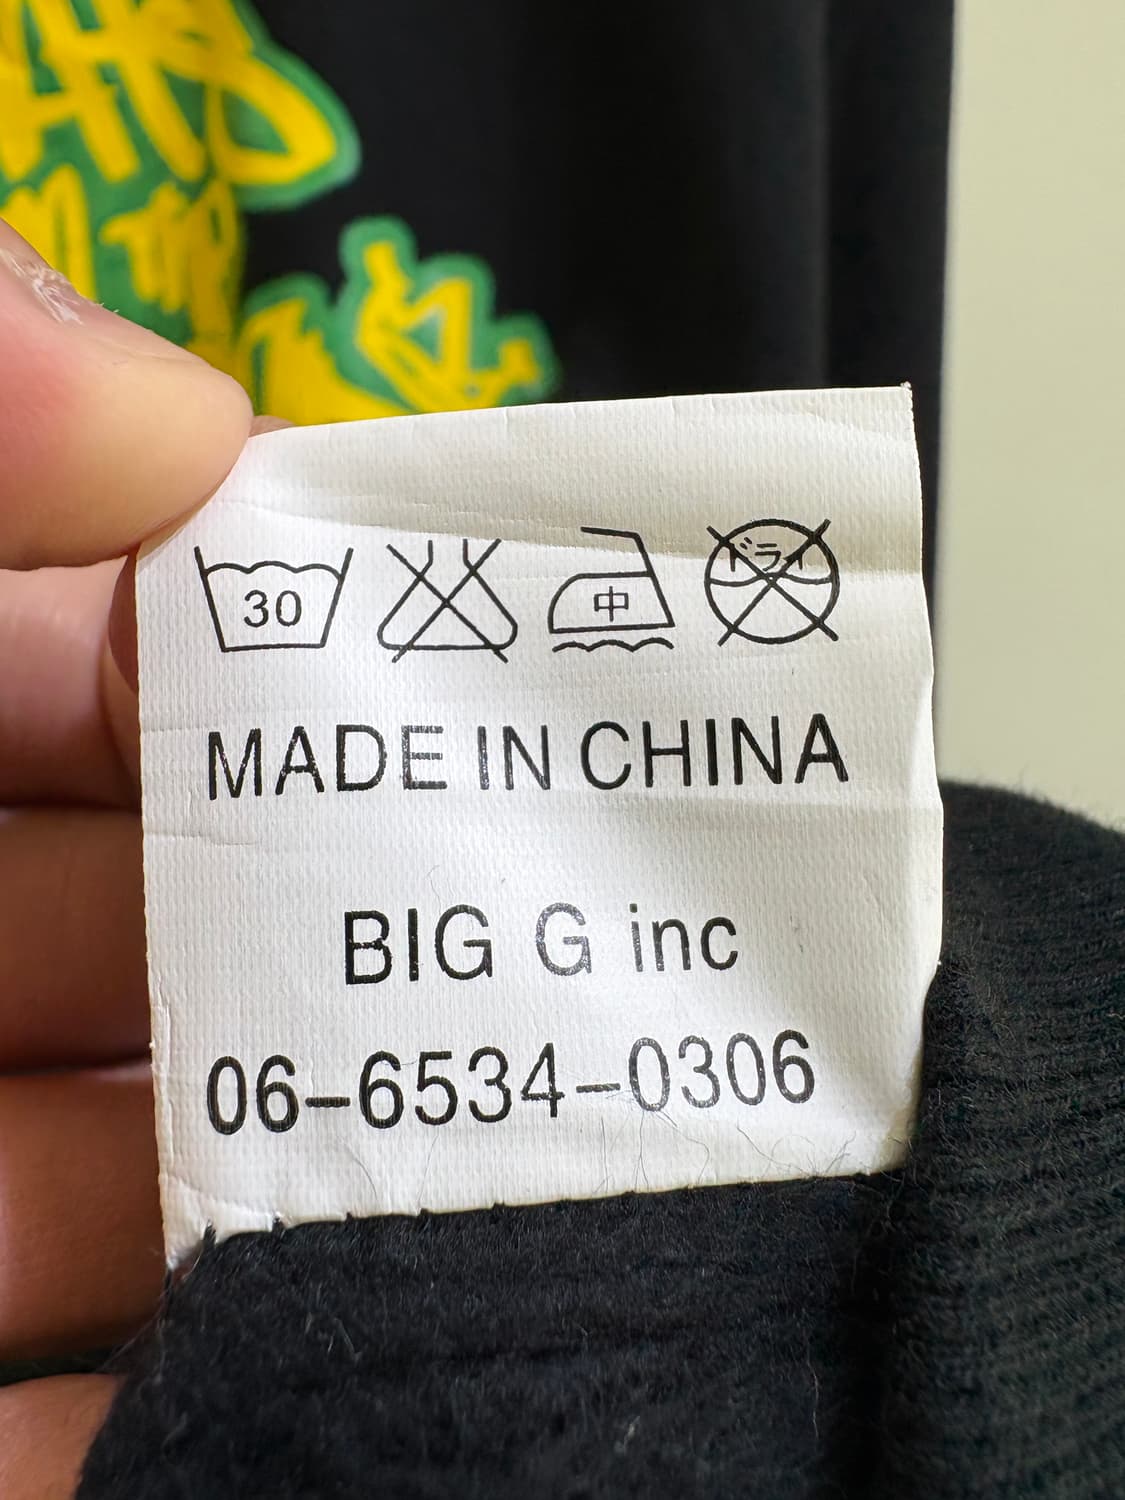 30 中 ドライ
MADE IN CHINA
BIG G inc
06-6534-0306